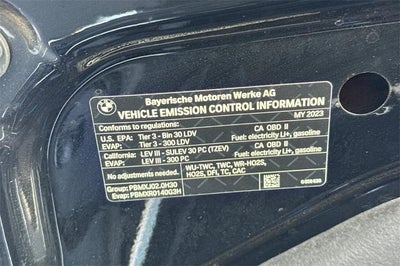 BMW
Bayerische Motoren Werke AG
VEHICLE EMISSION CONTROL INFORMATION
Conforms to regulations: MY 2023
U.S. EPA: Tier 3 - Bin 30 LDV CA OBD II
EVAP: Tier 3 - 300 LDV Fuel: electricity Li+, gasoline
California: LEV III - SULEV 30 PC (TZEV) CA OBD II
EVAP: LEV III - 300 PC Fuel: electricity Li+, gasoline
No adjustments needed. WU-TWC, TWC, WR-HO2S,
HO2S, DFI, TC, CAC
Group: PBMXJ02.0H30
EVAP: PBMXR0140G3H